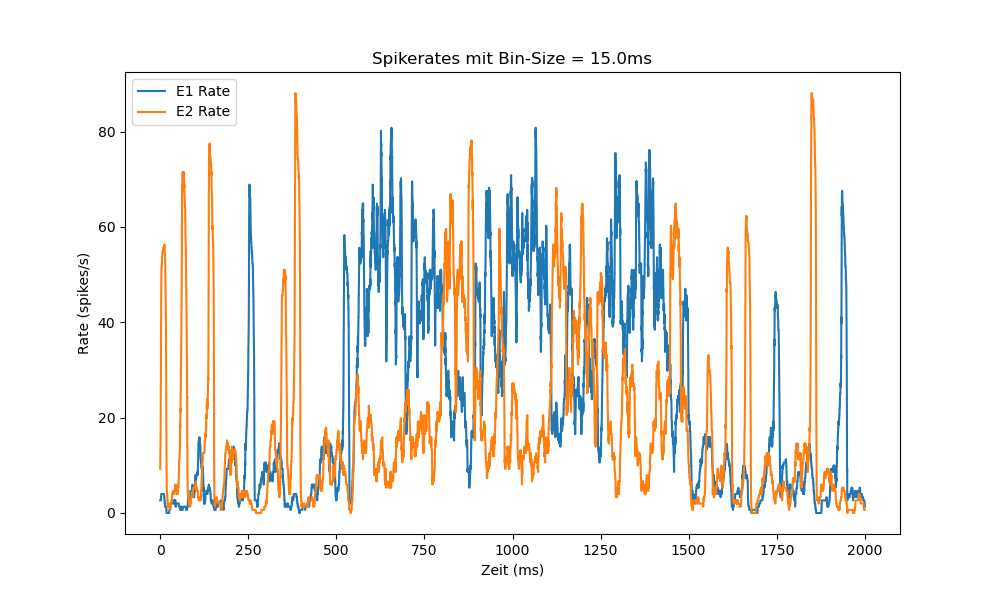 Spikerates mit Bin-Size = 15.0ms
E1 Rate
E2 Rate
Rate (spikes/s)
80
60
40
20
0
0 250 500 750 1000 1250 1500 1750 2000
Zeit (ms)